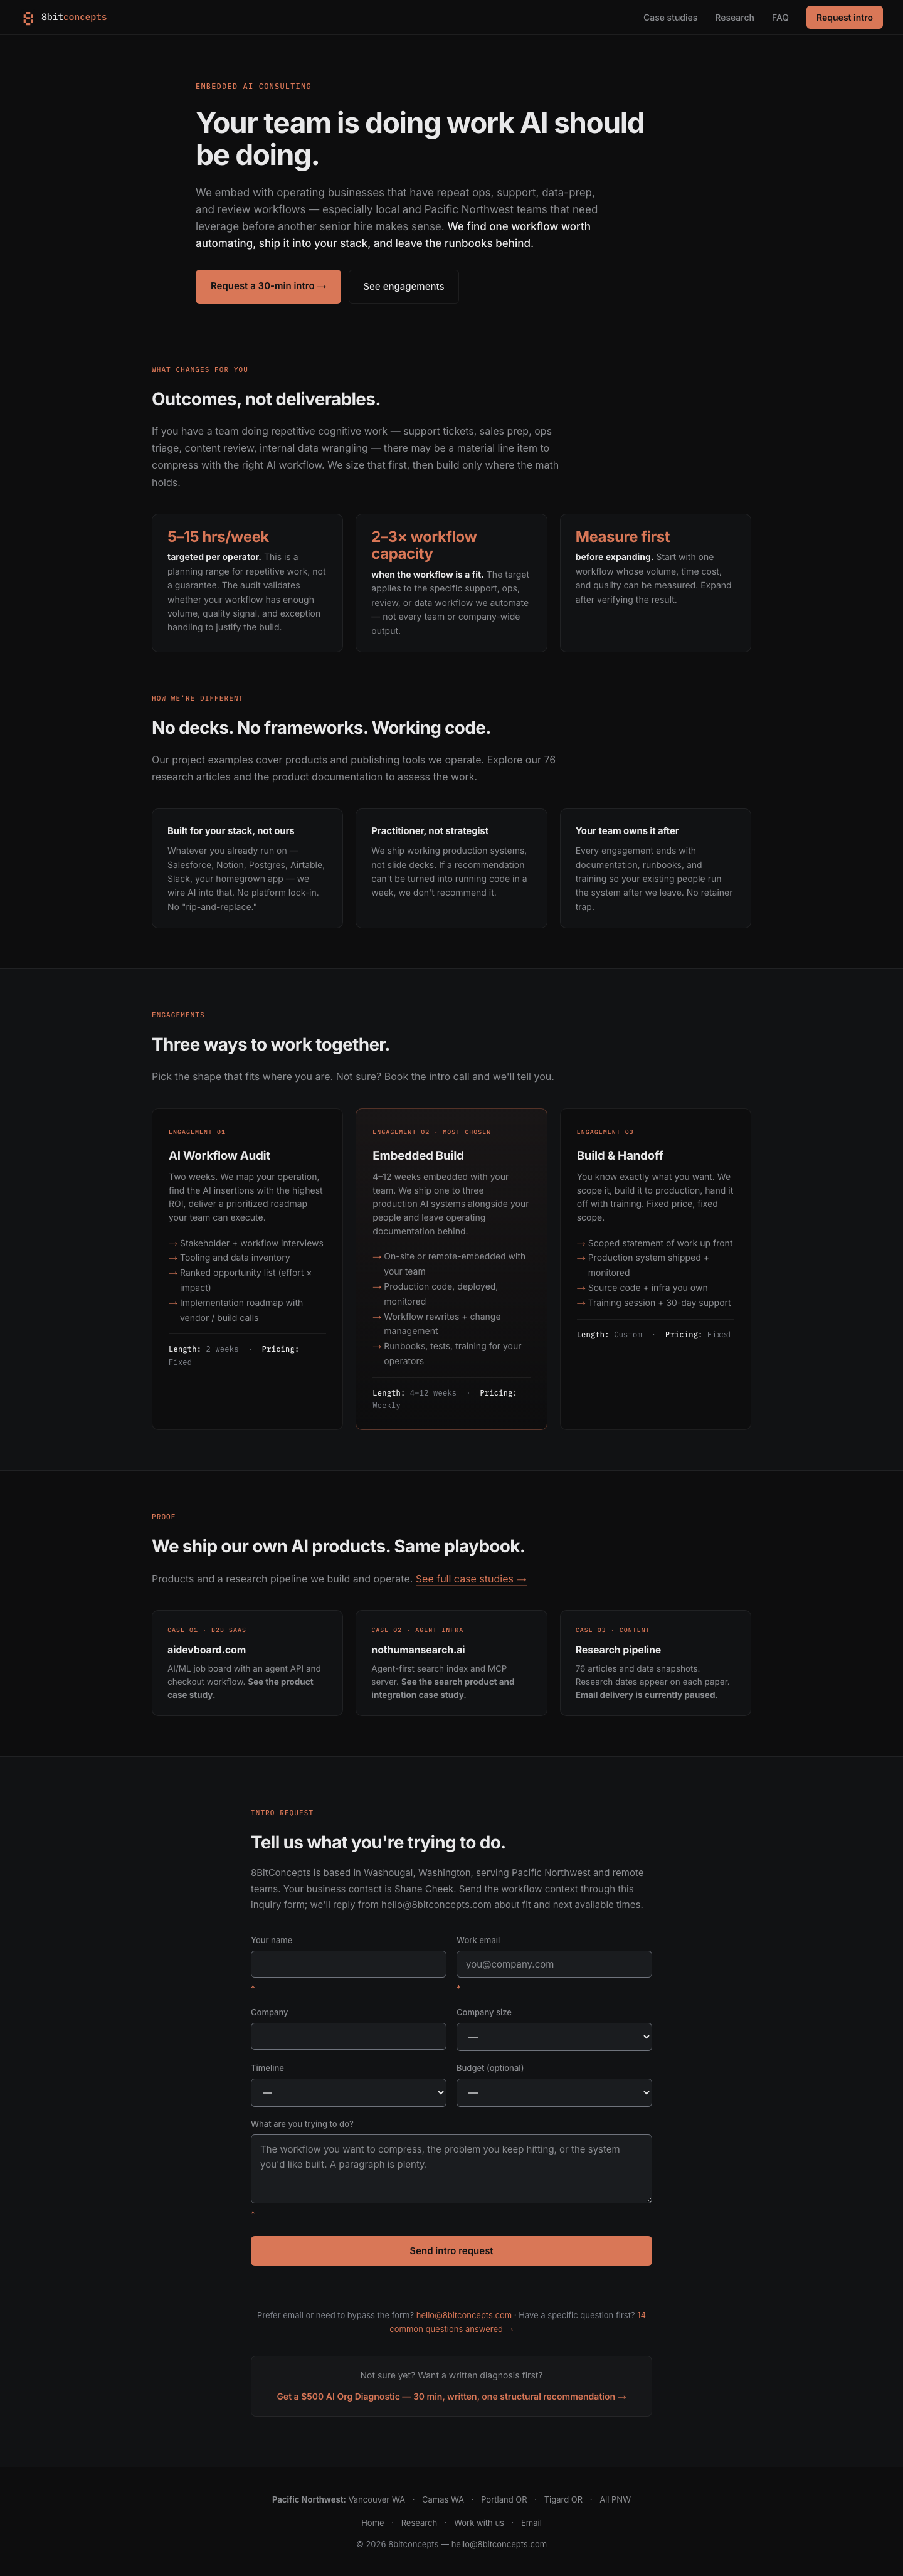 8bitconcepts
Case studies
Research
FAQ
Request intro
EMBEDDED AI CONSULTING
Your team is doing work AI should
be doing.
We embed with operating businesses that have repeat ops, support, data-prep,
and review workflows — especially local and Pacific Northwest teams that need
leverage before another senior hire makes sense. We find one workflow worth
automating, ship it into your stack, and leave the runbooks behind.
Request a 30-min intro →
See engagements
WHAT CHANGES FOR YOU
Outcomes, not deliverables.
If you have a team doing repetitive cognitive work — support tickets, sales prep, ops
triage, content review, internal data wrangling — there may be a material line item to
compress with the right AI workflow. We size that first, then build only where the math
holds.
5–15 hrs/week
targeted per operator. This is a
planning range for repetitive work, not
a guarantee. The audit validates
whether your workflow has enough
volume, quality signal, and exception
handling to justify the build.
2–3× workflow
capacity
when the workflow is a fit. The target
applies to the specific support, ops,
review, or data workflow we automate
— not every team or company-wide
output.
Measure first
before expanding. Start with one
workflow whose volume, time cost,
and quality can be measured. Expand
after verifying the result.
HOW WE'RE DIFFERENT
No decks. No frameworks. Working code.
Our project examples cover products and publishing tools we operate. Explore our 76
research articles and the product documentation to assess the work.
Built for your stack, not ours
Whatever you already run on —
Salesforce, Notion, Postgres, Airtable,
Slack, your homegrown app — we
wire AI into that. No platform lock-in.
No "rip-and-replace."
Practitioner, not strategist
We ship working production systems,
not slide decks. If a recommendation
can't be turned into running code in a
week, we don't recommend it.
Your team owns it after
Every engagement ends with
documentation, runbooks, and
training so your existing people run
the system after we leave. No retainer
trap.
ENGAGEMENTS
Three ways to work together.
Pick the shape that fits where you are. Not sure? Book the intro call and we'll tell you.
ENGAGEMENT 01
AI Workflow Audit
Two weeks. We map your operation,
find the AI insertions with the highest
ROI, deliver a prioritized roadmap
your team can execute.
→ Stakeholder + workflow interviews
→ Tooling and data inventory
→ Ranked opportunity list (effort ×
impact)
→ Implementation roadmap with
vendor / build calls
Length: 2 weeks · Pricing:
Fixed
ENGAGEMENT 02 · MOST CHOSEN
Embedded Build
4–12 weeks embedded with your
team. We ship one to three
production AI systems alongside your
people and leave operating
documentation behind.
→ On-site or remote-embedded with
your team
→ Production code, deployed,
monitored
→ Workflow rewrites + change
management
→ Runbooks, tests, training for your
operators
Length: 4–12 weeks · Pricing:
Weekly
ENGAGEMENT 03
Build & Handoff
You know exactly what you want. We
scope it, build it to production, hand it
off with training. Fixed price, fixed
scope.
→ Scoped statement of work up front
→ Production system shipped +
monitored
→ Source code + infra you own
→ Training session + 30-day support
Length: Custom · Pricing: Fixed
PROOF
We ship our own AI products. Same playbook.
Products and a research pipeline we build and operate. See full case studies →
CASE 01 · B2B SAAS
aidevboard.com
AI/ML job board with an agent API and
checkout workflow. See the product
case study.
CASE 02 · AGENT INFRA
nothumansearch.ai
Agent-first search index and MCP
server. See the search product and
integration case study.
CASE 03 · CONTENT
Research pipeline
76 articles and data snapshots.
Research dates appear on each paper.
Email delivery is currently paused.
INTRO REQUEST
Tell us what you're trying to do.
8BitConcepts is based in Washougal, Washington, serving Pacific Northwest and remote
teams. Your business contact is Shane Cheek. Send the workflow context through this
inquiry form; we'll reply from hello@8bitconcepts.com about fit and next available times.
Your name
Work email
you@company.com
*
*
Company
Company size
—
Timeline
Budget (optional)
—
—
What are you trying to do?
The workflow you want to compress, the problem you keep hitting, or the system
you'd like built. A paragraph is plenty.
*
Send intro request
Prefer email or need to bypass the form? hello@8bitconcepts.com · Have a specific question first? 14
common questions answered →
Not sure yet? Want a written diagnosis first?
Get a $500 AI Org Diagnostic — 30 min, written, one structural recommendation →
Pacific Northwest: Vancouver WA · Camas WA · Portland OR · Tigard OR · All PNW
Home · Research · Work with us · Email
© 2026 8bitconcepts — hello@8bitconcepts.com